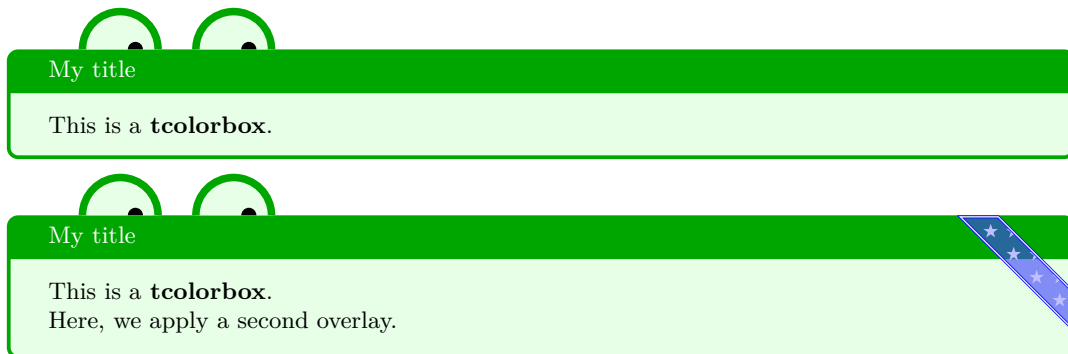 My title
This is a tcolorbox.
My title
This is a tcolorbox.
Here, we apply a second overlay.